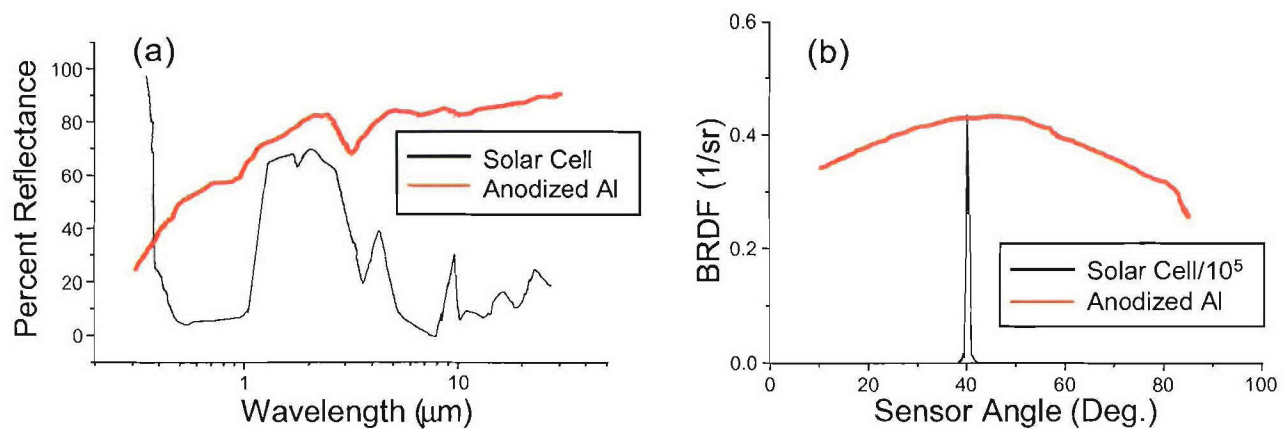 (a)
Percent Reflectance
100
80
60
40
20
0
Solar Cell
Anodized Al
1
10
Wavelength (μm)
(b)
BRDF (1/sr)
0.6
0.4
0.2
0.0
Solar Cell/10⁵
Anodized Al
0
20
40
60
80
100
Sensor Angle (Deg.)